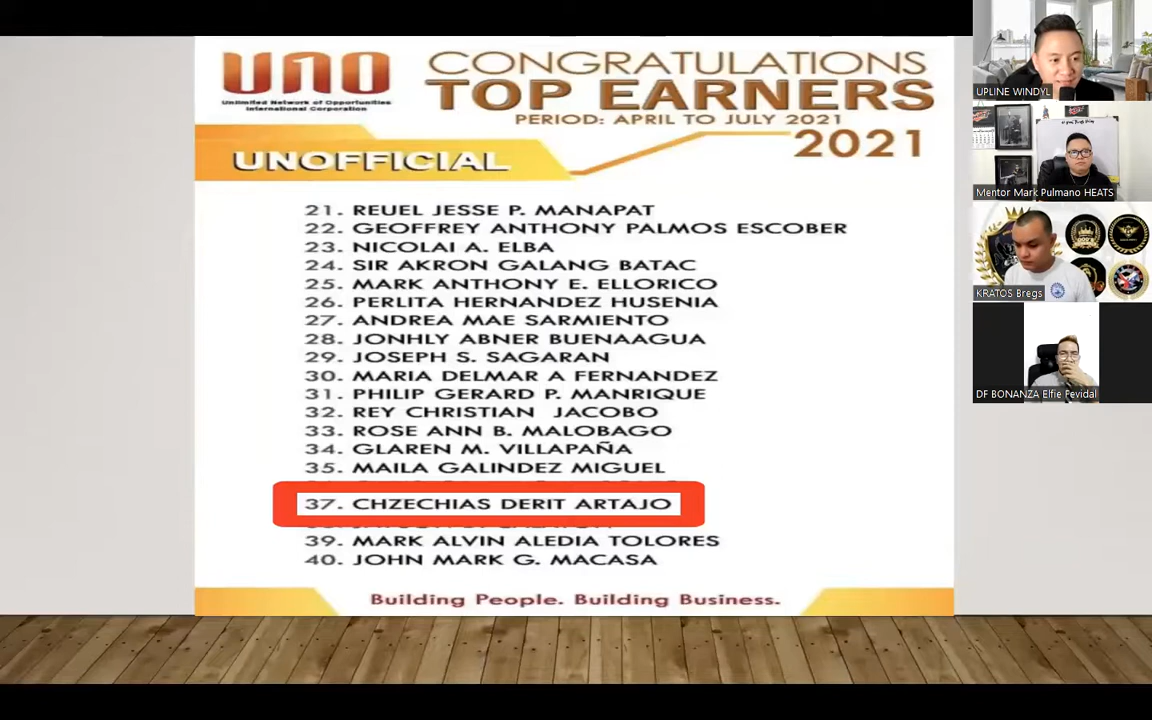 UNO
Unlimited Network of Opportunities
International Corporation
CONGRATULATIONS
TOP EARNERS
PERIOD: APRIL TO JULY 2021
2021
UNOFFICIAL
21. REUEL JESSE P. MANAPAT
22. GEOFFREY ANTHONY PALMOS ESCOBER
23. NICOLAI A. ELBA
24. SIR AKRON GALANG BATAC
25. MARK ANTHONY E. ELLORICO
26. PERLITA HERNANDEZ HUSENIA
27. ANDREA MAE SARMIENTO
28. JONHLY ABNER BUENAAGUA
29. JOSEPH S. SAGARAN
30. MARIA DELMAR A FERNANDEZ
31. PHILIP GERARD P. MANRIQUE
32. REY CHRISTIAN JACOBO
33. ROSE ANN B. MALOBAGO
34. GLAREN M. VILLAPAÑA
35. MAILA GALINDEZ MIGUEL
37. CHZECHIAS DERIT ARTAJO
39. MARK ALVIN ALEDIA TOLORES
40. JOHN MARK G. MACASA
Building People. Building Business.
UPLINE WINDYL
Mentor Mark Pulmano HEATS
KRATOS Bregs
DF BONANZA Elfie Pevidal